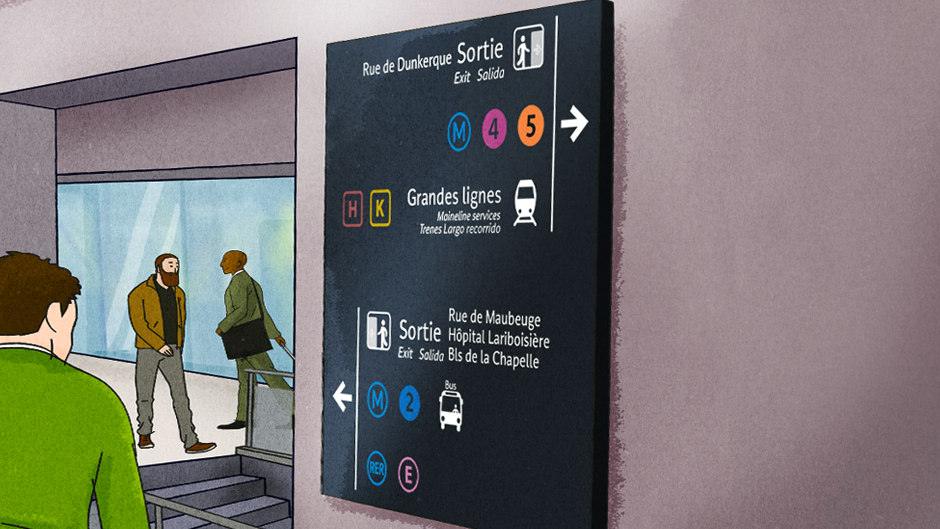 Rue de Dunkerque Sortie
Exit Salida
M 4 5
H K Grandes lignes
Maineline services
Trenes Largo recorrido
Sortie
Exit Salida
Rue de Maubeuge
Hôpital Lariboisière
Bls de la Chapelle
M 2 Bus
RER E